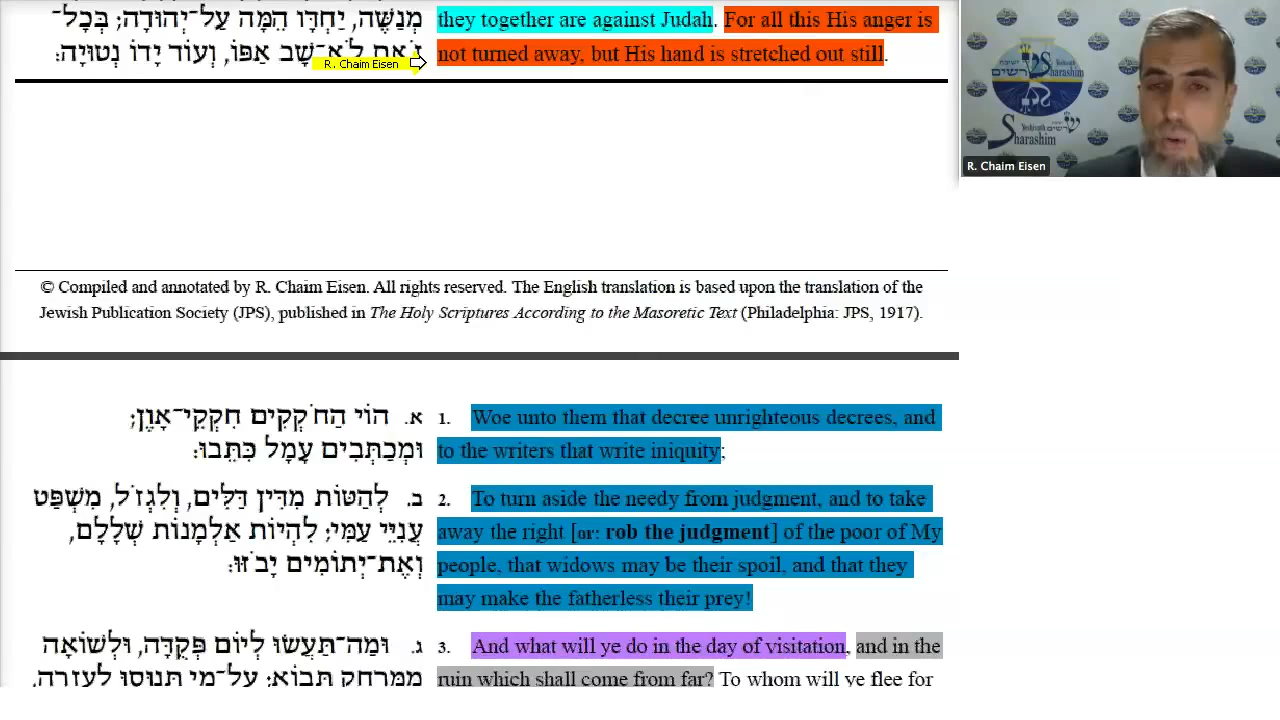 מְנַשֶּׁה, יַחְדָּו הֵמָּה עַל־יְהוּדָה; בְּכָל־
they together are against Judah. For all this His anger is
זֹאת לֹא־שָׁב אַפּוֹ, וְעוֹד יָדוֹ נְטוּיָה:
not turned away, but His hand is stretched out still.
R. Chaim Eisen
Yeshivath
Sharashim
R. Chaim Eisen
© Compiled and annotated by R. Chaim Eisen. All rights reserved. The English translation is based upon the translation of the
Jewish Publication Society (JPS), published in The Holy Scriptures According to the Masoretic Text (Philadelphia: JPS, 1917).
א. הוֹי הַחֹקְקִים חִקְקֵי־אָוֶן;
וּמְכַתְּבִים עָמָל כִּתֵּבוּ:
1. Woe unto them that decree unrighteous decrees, and
to the writers that write iniquity;
ב. לְהַטּוֹת מִדִּין דַּלִּים, וְלִגְזֹל, מִשְׁפַּט
עֲנִיֵּי עַמִּי; לִהְיוֹת אַלְמָנוֹת שְׁלָלָם,
וְאֶת־יְתוֹמִים יָבֹזּוּ:
2. To turn aside the needy from judgment, and to take
away the right [or: rob the judgment] of the poor of My
people, that widows may be their spoil, and that they
may make the fatherless their prey!
ג. וּמַה־תַּעֲשׂוּ לְיוֹם פְּקֻדָּה, וּלְשׁוֹאָה
מִמֶּרְחָק תָּבוֹא; עַל־מִי תָּנוּסוּ לְעֶזְרָה,
3. And what will ye do in the day of visitation, and in the
ruin which shall come from far? To whom will ye flee for